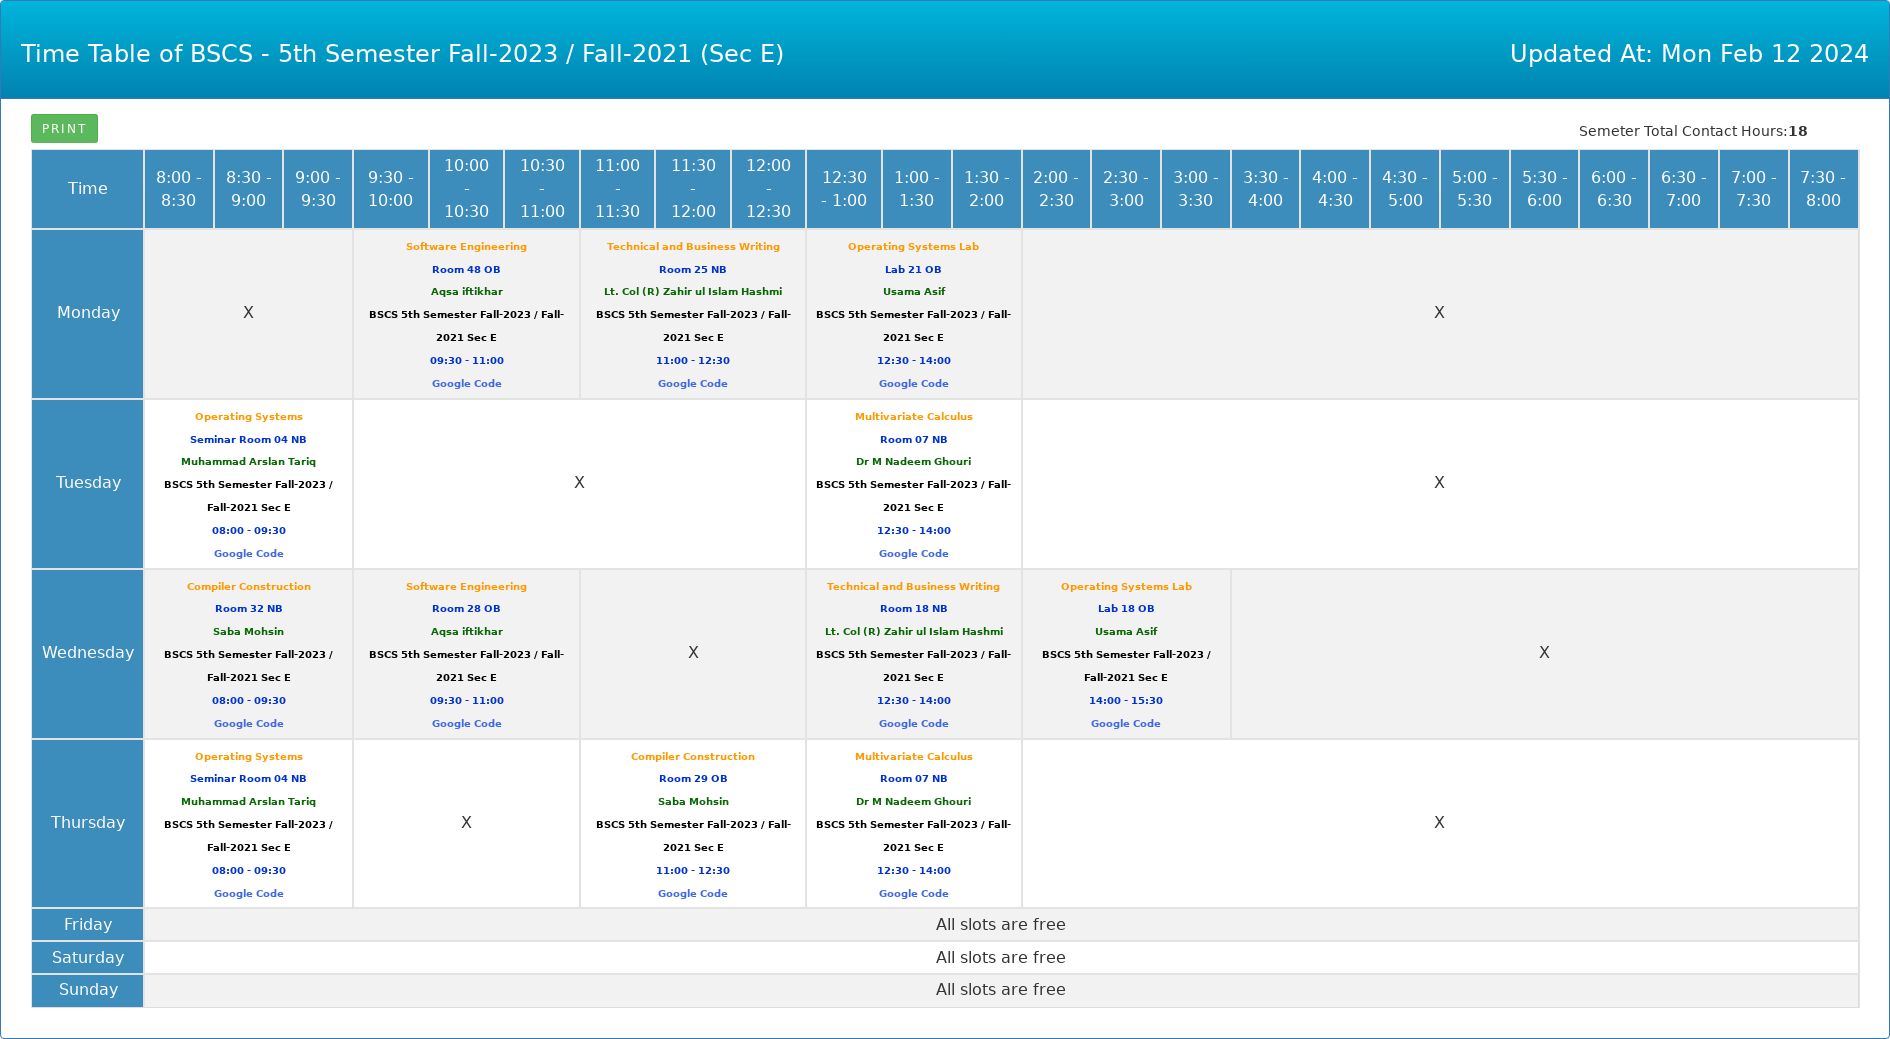 Time Table of BSCS - 5th Semester Fall-2023 / Fall-2021 (Sec E)
Updated At: Mon Feb 12 2024
PRINT
Semeter Total Contact Hours:18
Time
8:00 -
8:30
8:30 -
9:00
9:00 -
9:30
9:30 -
10:00
10:00
-
10:30
10:30
-
11:00
11:00
-
11:30
11:30
-
12:00
12:00
-
12:30
12:30
- 1:00
1:00 -
1:30
1:30 -
2:00
2:00 -
2:30
2:30 -
3:00
3:00 -
3:30
3:30 -
4:00
4:00 -
4:30
4:30 -
5:00
5:00 -
5:30
5:30 -
6:00
6:00 -
6:30
6:30 -
7:00
7:00 -
7:30
7:30 -
8:00
Monday
X
Software Engineering
Room 48 OB
Aqsa iftikhar
BSCS 5th Semester Fall-2023 / Fall-
2021 Sec E
09:30 - 11:00
Google Code
Technical and Business Writing
Room 25 NB
Lt. Col (R) Zahir ul Islam Hashmi
BSCS 5th Semester Fall-2023 / Fall-
2021 Sec E
11:00 - 12:30
Google Code
Operating Systems Lab
Lab 21 OB
Usama Asif
BSCS 5th Semester Fall-2023 / Fall-
2021 Sec E
12:30 - 14:00
Google Code
X
Tuesday
Operating Systems
Seminar Room 04 NB
Muhammad Arslan Tariq
BSCS 5th Semester Fall-2023 /
Fall-2021 Sec E
08:00 - 09:30
Google Code
X
Multivariate Calculus
Room 07 NB
Dr M Nadeem Ghouri
BSCS 5th Semester Fall-2023 / Fall-
2021 Sec E
12:30 - 14:00
Google Code
X
Wednesday
Compiler Construction
Room 32 NB
Saba Mohsin
BSCS 5th Semester Fall-2023 /
Fall-2021 Sec E
08:00 - 09:30
Google Code
Software Engineering
Room 28 OB
Aqsa iftikhar
BSCS 5th Semester Fall-2023 / Fall-
2021 Sec E
09:30 - 11:00
Google Code
X
Technical and Business Writing
Room 18 NB
Lt. Col (R) Zahir ul Islam Hashmi
BSCS 5th Semester Fall-2023 / Fall-
2021 Sec E
12:30 - 14:00
Google Code
Operating Systems Lab
Lab 18 OB
Usama Asif
BSCS 5th Semester Fall-2023 /
Fall-2021 Sec E
14:00 - 15:30
Google Code
X
Thursday
Operating Systems
Seminar Room 04 NB
Muhammad Arslan Tariq
BSCS 5th Semester Fall-2023 /
Fall-2021 Sec E
08:00 - 09:30
Google Code
X
Compiler Construction
Room 29 OB
Saba Mohsin
BSCS 5th Semester Fall-2023 / Fall-
2021 Sec E
11:00 - 12:30
Google Code
Multivariate Calculus
Room 07 NB
Dr M Nadeem Ghouri
BSCS 5th Semester Fall-2023 / Fall-
2021 Sec E
12:30 - 14:00
Google Code
X
Friday
All slots are free
Saturday
All slots are free
Sunday
All slots are free